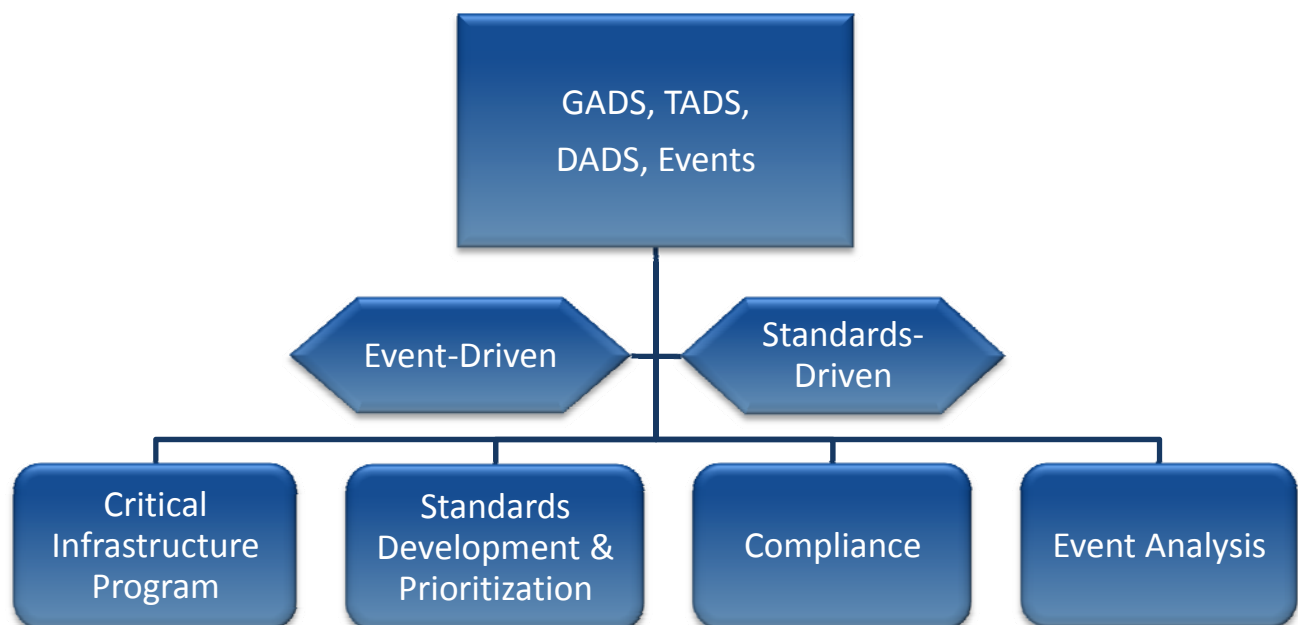 GADS, TADS,
DADS, Events
Event-Driven
Standards-
Driven
Critical
Infrastructure
Program
Standards
Development &
Prioritization
Compliance
Event Analysis